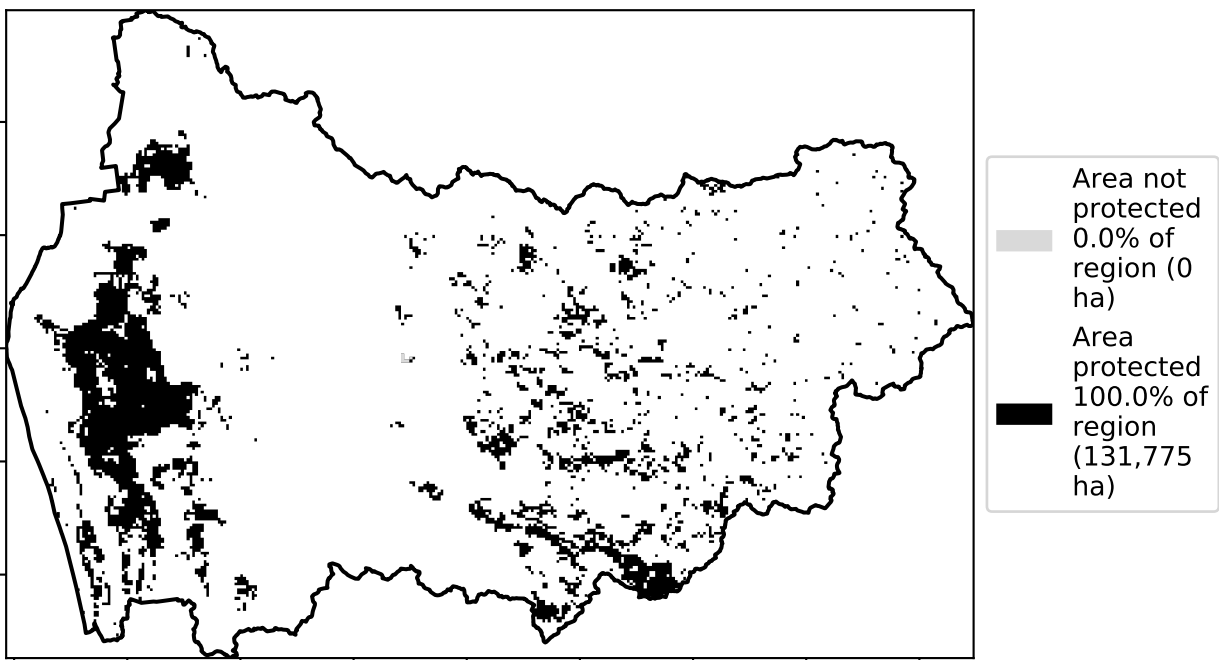 Area not
protected
0.0% of
region (0
ha)
Area
protected
100.0% of
region
(131,775
ha)